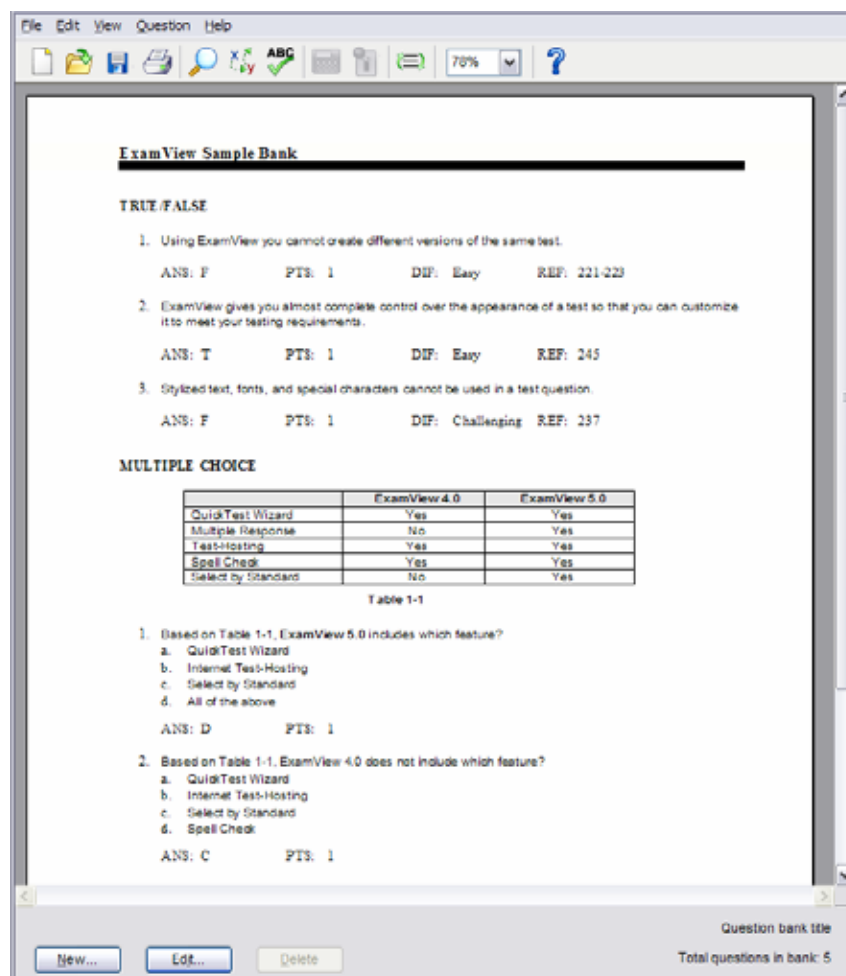 File Edit View Question Help
ABC
78%
ExamView Sample Bank
TRUE/FALSE
1. Using ExamView you cannot create different versions of the same test.
ANS: F PTS: 1 DIF: Easy REF: 221-223
2. ExamView gives you almost complete control over the appearance of a test so that you can customize
it to meet your testing requirements.
ANS: T PTS: 1 DIF: Easy REF: 245
3. Stylized text, fonts, and special characters cannot be used in a test question.
ANS: F PTS: 1 DIF: Challenging REF: 237
MULTIPLE CHOICE
ExamView 4.0 ExamView 5.0
QuickTest Wizard Yes Yes
Multiple Response No Yes
Test-Hosting Yes Yes
Spell Check Yes Yes
Select by Standard No Yes
Table 1-1
1. Based on Table 1-1, ExamView 5.0 includes which feature?
a. QuickTest Wizard
b. Internet Test-Hosting
c. Select by Standard
d. All of the above
ANS: D PTS: 1
2. Based on Table 1-1, ExamView 4.0 does not include which feature?
a. QuickTest Wizard
b. Internet Test-Hosting
c. Select by Standard
d. Spell Check
ANS: C PTS: 1
Question bank title
New... Edit... Delete Total questions in bank: 5